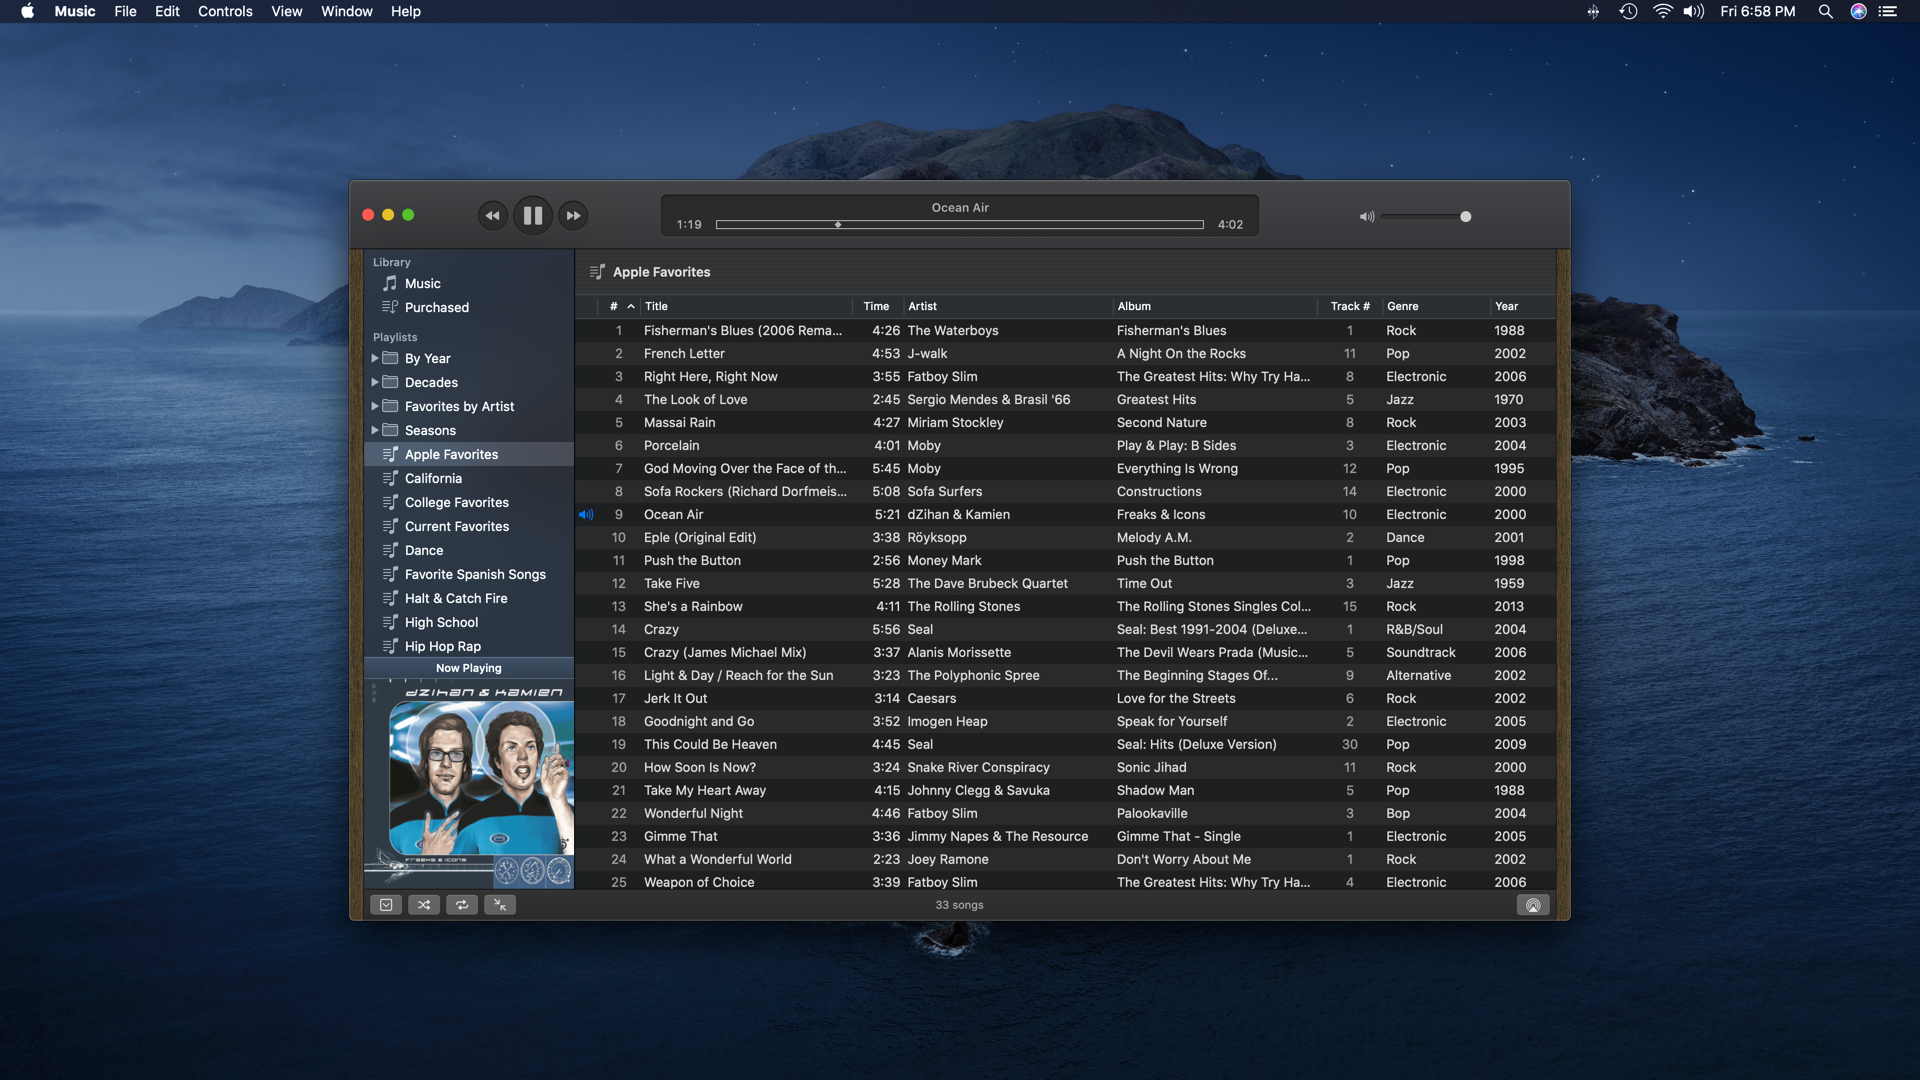 Music File Edit Controls View Window Help Fri 6:58 PM
Ocean Air
1:19 4:02
Library
Music
Purchased
Playlists
By Year
Decades
Favorites by Artist
Seasons
Apple Favorites
California
College Favorites
Current Favorites
Dance
Favorite Spanish Songs
Halt & Catch Fire
High School
Hip Hop Rap
Now Playing
DZIHAN & KAMIEN
FREAKS & ICONS
Apple Favorites
# Title Time Artist Album Track # Genre Year
1 Fisherman's Blues (2006 Rema... 4:26 The Waterboys Fisherman's Blues 1 Rock 1988
2 French Letter 4:53 J-walk A Night On the Rocks 11 Pop 2002
3 Right Here, Right Now 3:55 Fatboy Slim The Greatest Hits: Why Try Ha... 8 Electronic 2006
4 The Look of Love 2:45 Sergio Mendes & Brasil '66 Greatest Hits 5 Jazz 1970
5 Massai Rain 4:27 Miriam Stockley Second Nature 8 Rock 2003
6 Porcelain 4:01 Moby Play & Play: B Sides 3 Electronic 2004
7 God Moving Over the Face of th... 5:45 Moby Everything Is Wrong 12 Pop 1995
8 Sofa Rockers (Richard Dorfmeis... 5:08 Sofa Surfers Constructions 14 Electronic 2000
9 Ocean Air 5:21 dZihan & Kamien Freaks & Icons 10 Electronic 2000
10 Eple (Original Edit) 3:38 Röyksopp Melody A.M. 2 Dance 2001
11 Push the Button 2:56 Money Mark Push the Button 1 Pop 1998
12 Take Five 5:28 The Dave Brubeck Quartet Time Out 3 Jazz 1959
13 She's a Rainbow 4:11 The Rolling Stones The Rolling Stones Singles Col... 15 Rock 2013
14 Crazy 5:56 Seal Seal: Best 1991-2004 (Deluxe... 1 R&B/Soul 2004
15 Crazy (James Michael Mix) 3:37 Alanis Morissette The Devil Wears Prada (Music... 5 Soundtrack 2006
16 Light & Day / Reach for the Sun 3:23 The Polyphonic Spree The Beginning Stages Of... 9 Alternative 2002
17 Jerk It Out 3:14 Caesars Love for the Streets 6 Rock 2002
18 Goodnight and Go 3:52 Imogen Heap Speak for Yourself 2 Electronic 2005
19 This Could Be Heaven 4:45 Seal Seal: Hits (Deluxe Version) 30 Pop 2009
20 How Soon Is Now? 3:24 Snake River Conspiracy Sonic Jihad 11 Rock 2000
21 Take My Heart Away 4:15 Johnny Clegg & Savuka Shadow Man 5 Pop 1988
22 Wonderful Night 4:46 Fatboy Slim Palookaville 3 Bop 2004
23 Gimme That 3:36 Jimmy Napes & The Resource Gimme That - Single 1 Electronic 2005
24 What a Wonderful World 2:23 Joey Ramone Don't Worry About Me 1 Rock 2002
25 Weapon of Choice 3:39 Fatboy Slim The Greatest Hits: Why Try Ha... 4 Electronic 2006
33 songs